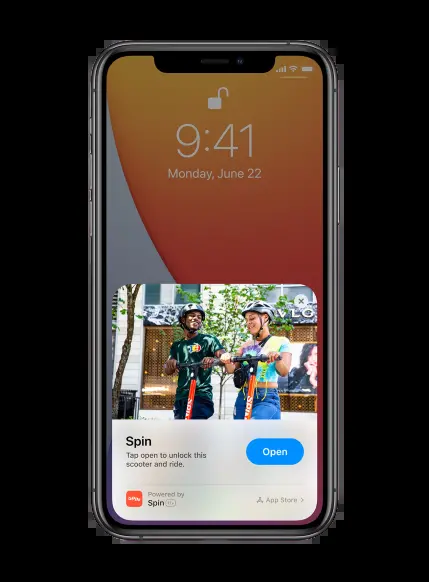 9:41
Monday, June 22
LO
Spin
Tap open to unlock this
scooter and ride.
Open
Powered by
Spin
App Store